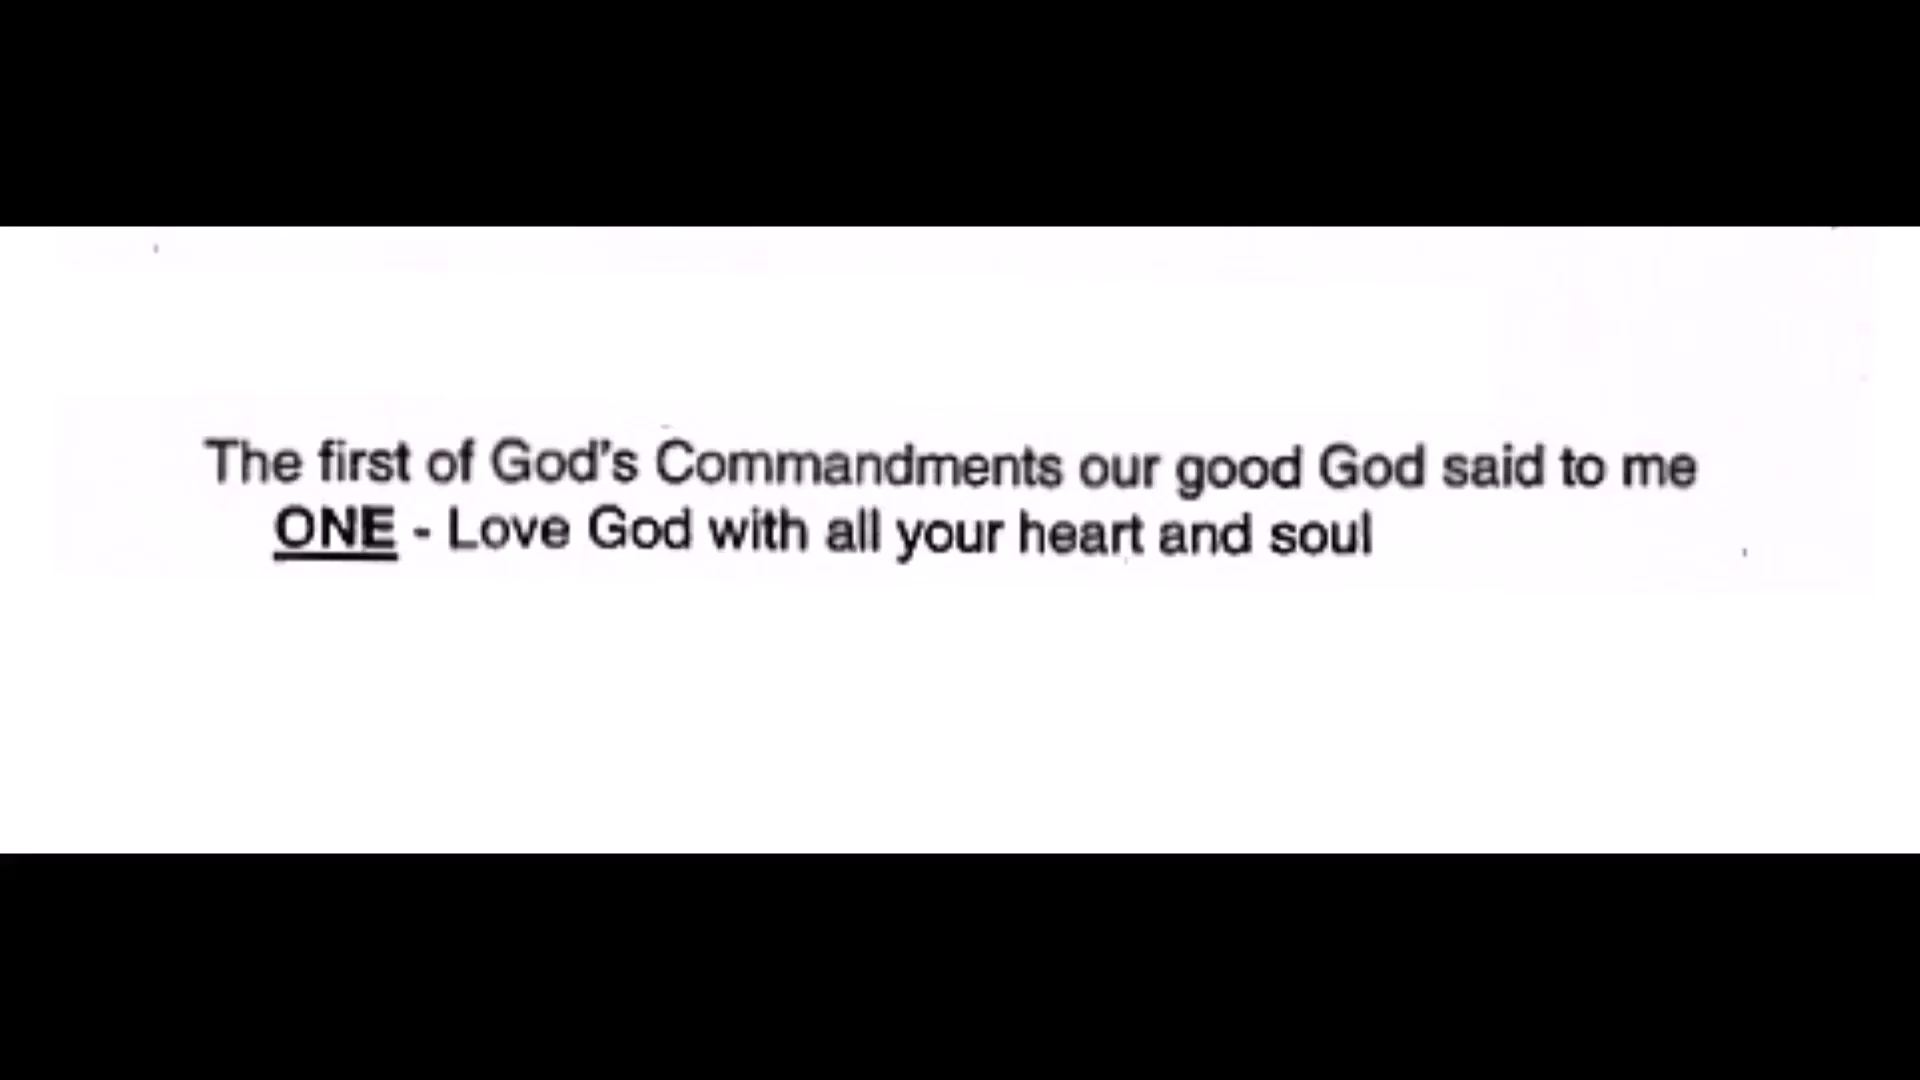 The first of God's Commandments our good God said to me
ONE - Love God with all your heart and soul